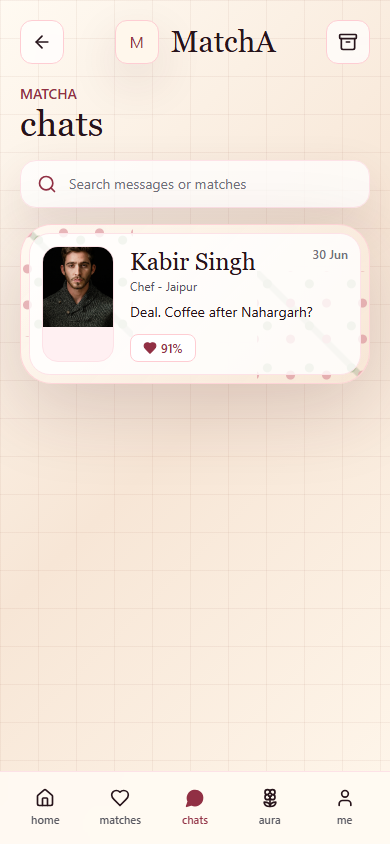 M MatchA
MATCHA
chats
Search messages or matches
Kabir Singh
30 Jun
Chef - Jaipur
Deal. Coffee after Nahargarh?
91%
home matches chats aura me